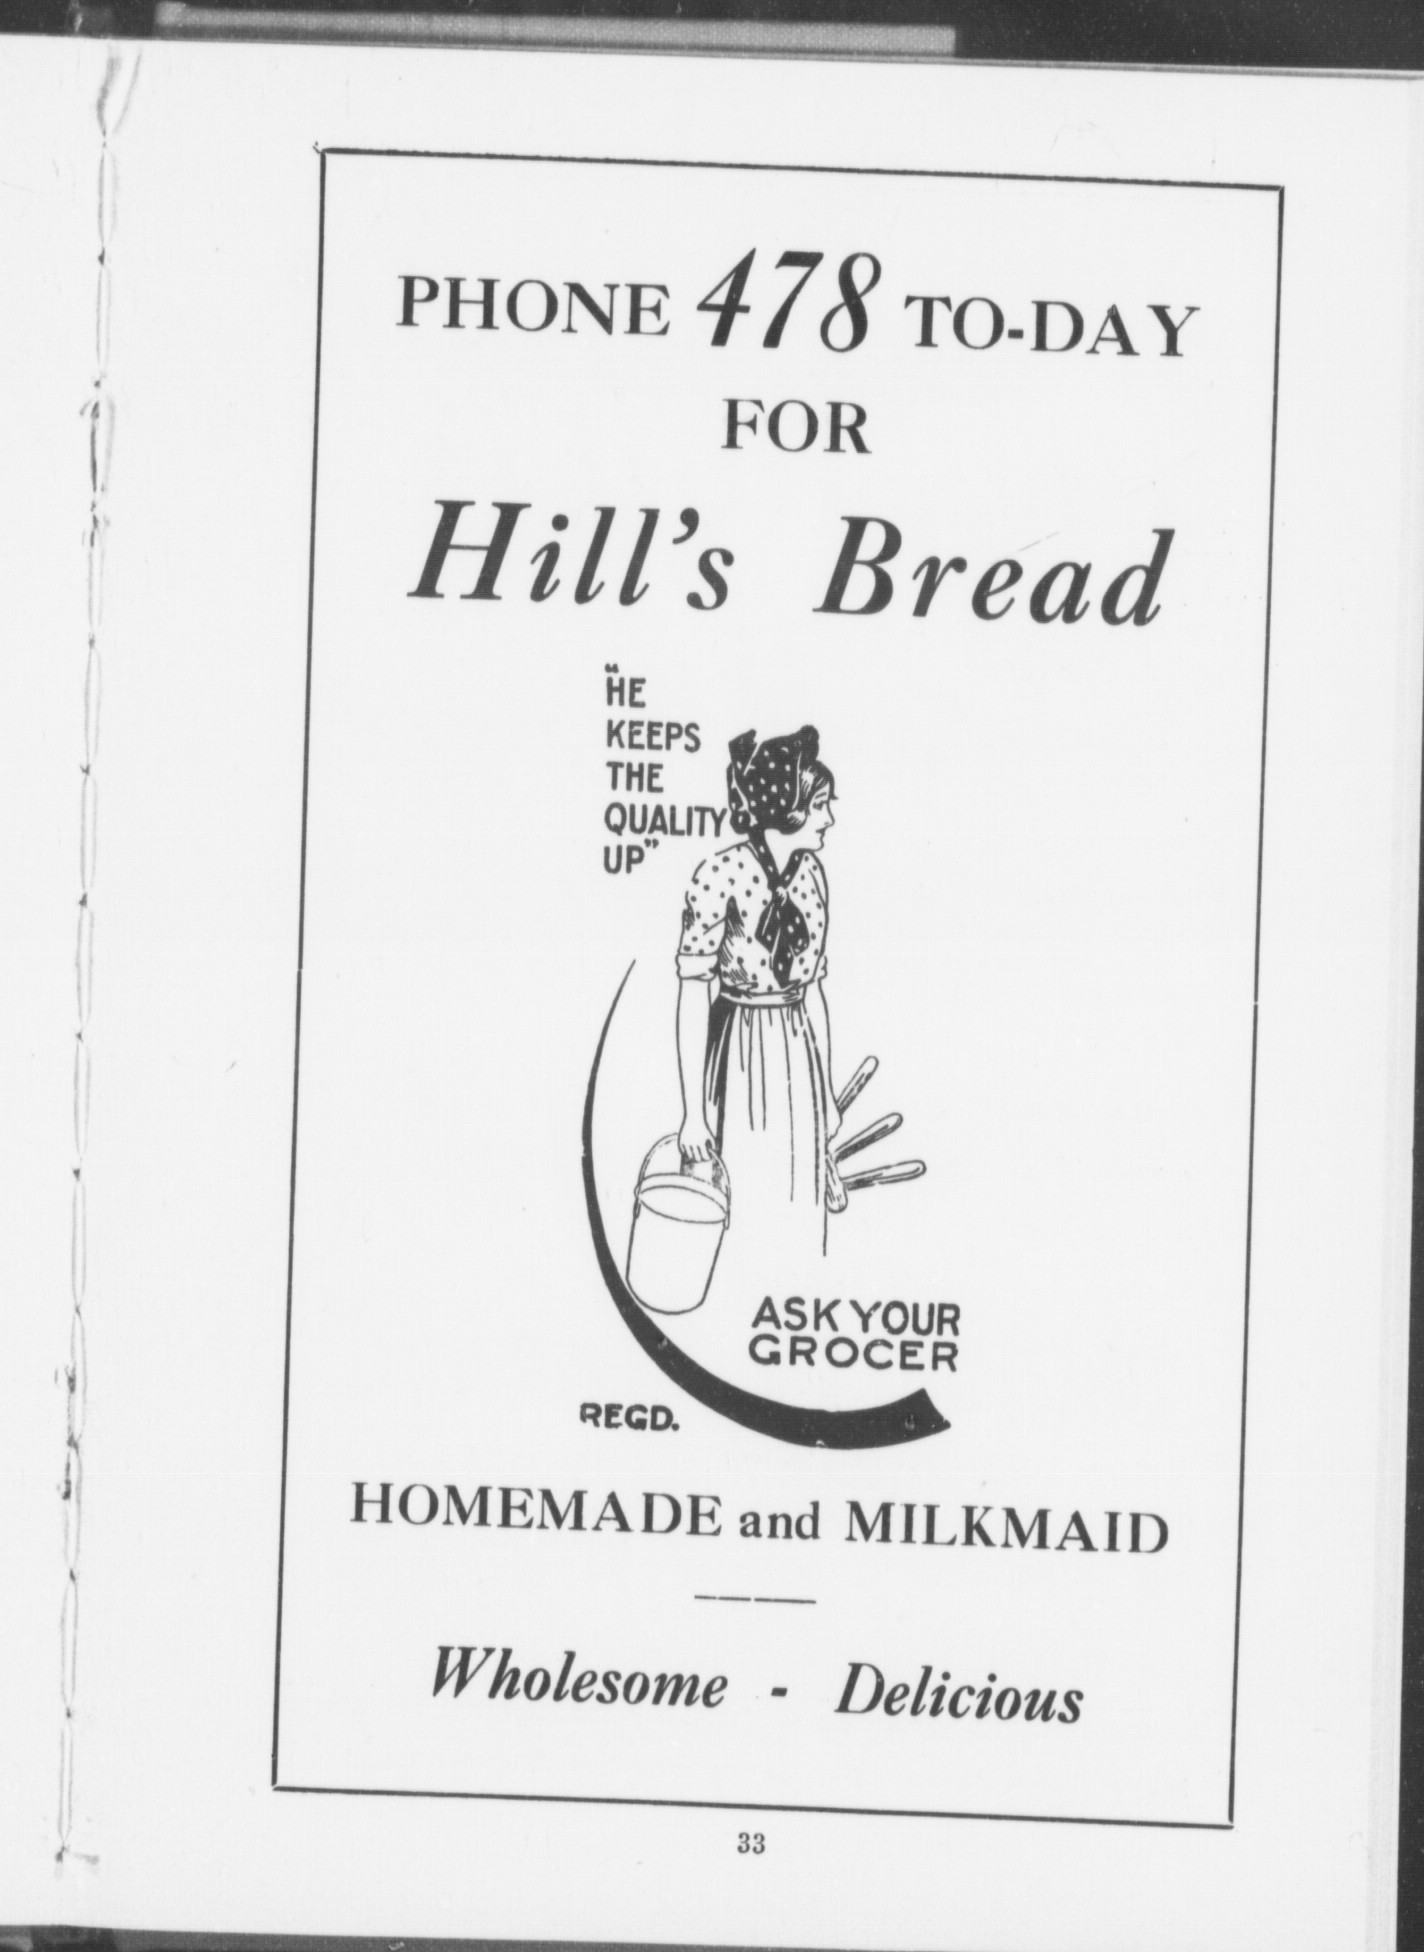 PHONE 478 TO-DAY
FOR
Hill's Bread
"HE
KEEPS
THE
QUALITY
UP"
ASK YOUR
GROCER
REGD.
HOMEMADE and MILKMAID
Wholesome - Delicious
33